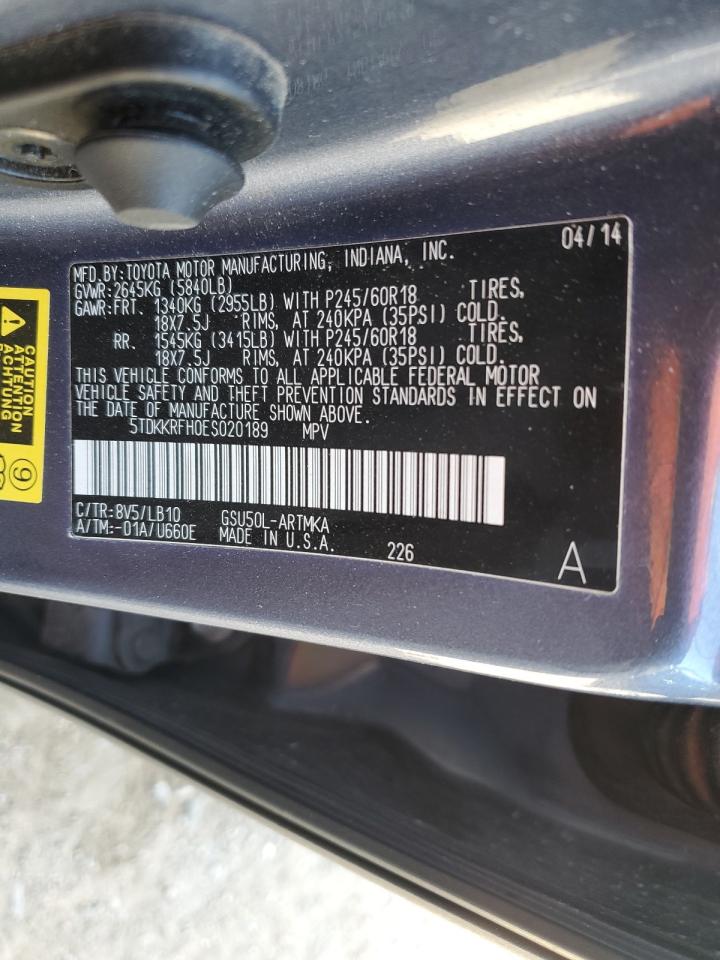 04/14
MFD.BY:TOYOTA MOTOR MANUFACTURING, INDIANA, INC.
GVWR:2645KG (5840LB)
GAWR:FRT. 1340KG (2955LB) WITH P245/60R18 TIRES,
18X7.5J RIMS, AT 240KPA (35PSI) COLD.
RR. 1545KG (3415LB) WITH P245/60R18 TIRES,
18X7.5J RIMS, AT 240KPA (35PSI) COLD.
THIS VEHICLE CONFORMS TO ALL APPLICABLE FEDERAL MOTOR
VEHICLE SAFETY AND THEFT PREVENTION STANDARDS IN EFFECT ON
THE DATE OF MANUFACTURE SHOWN ABOVE.
5TDKKRFH0ES020189 MPV
C/TR:8V5/LB10 GSU50L-ARTMKA
A/TM:-01A/U660E MADE IN U.S.A. 226
A
CAUTION
ATTENTION
ACHTUNG
9